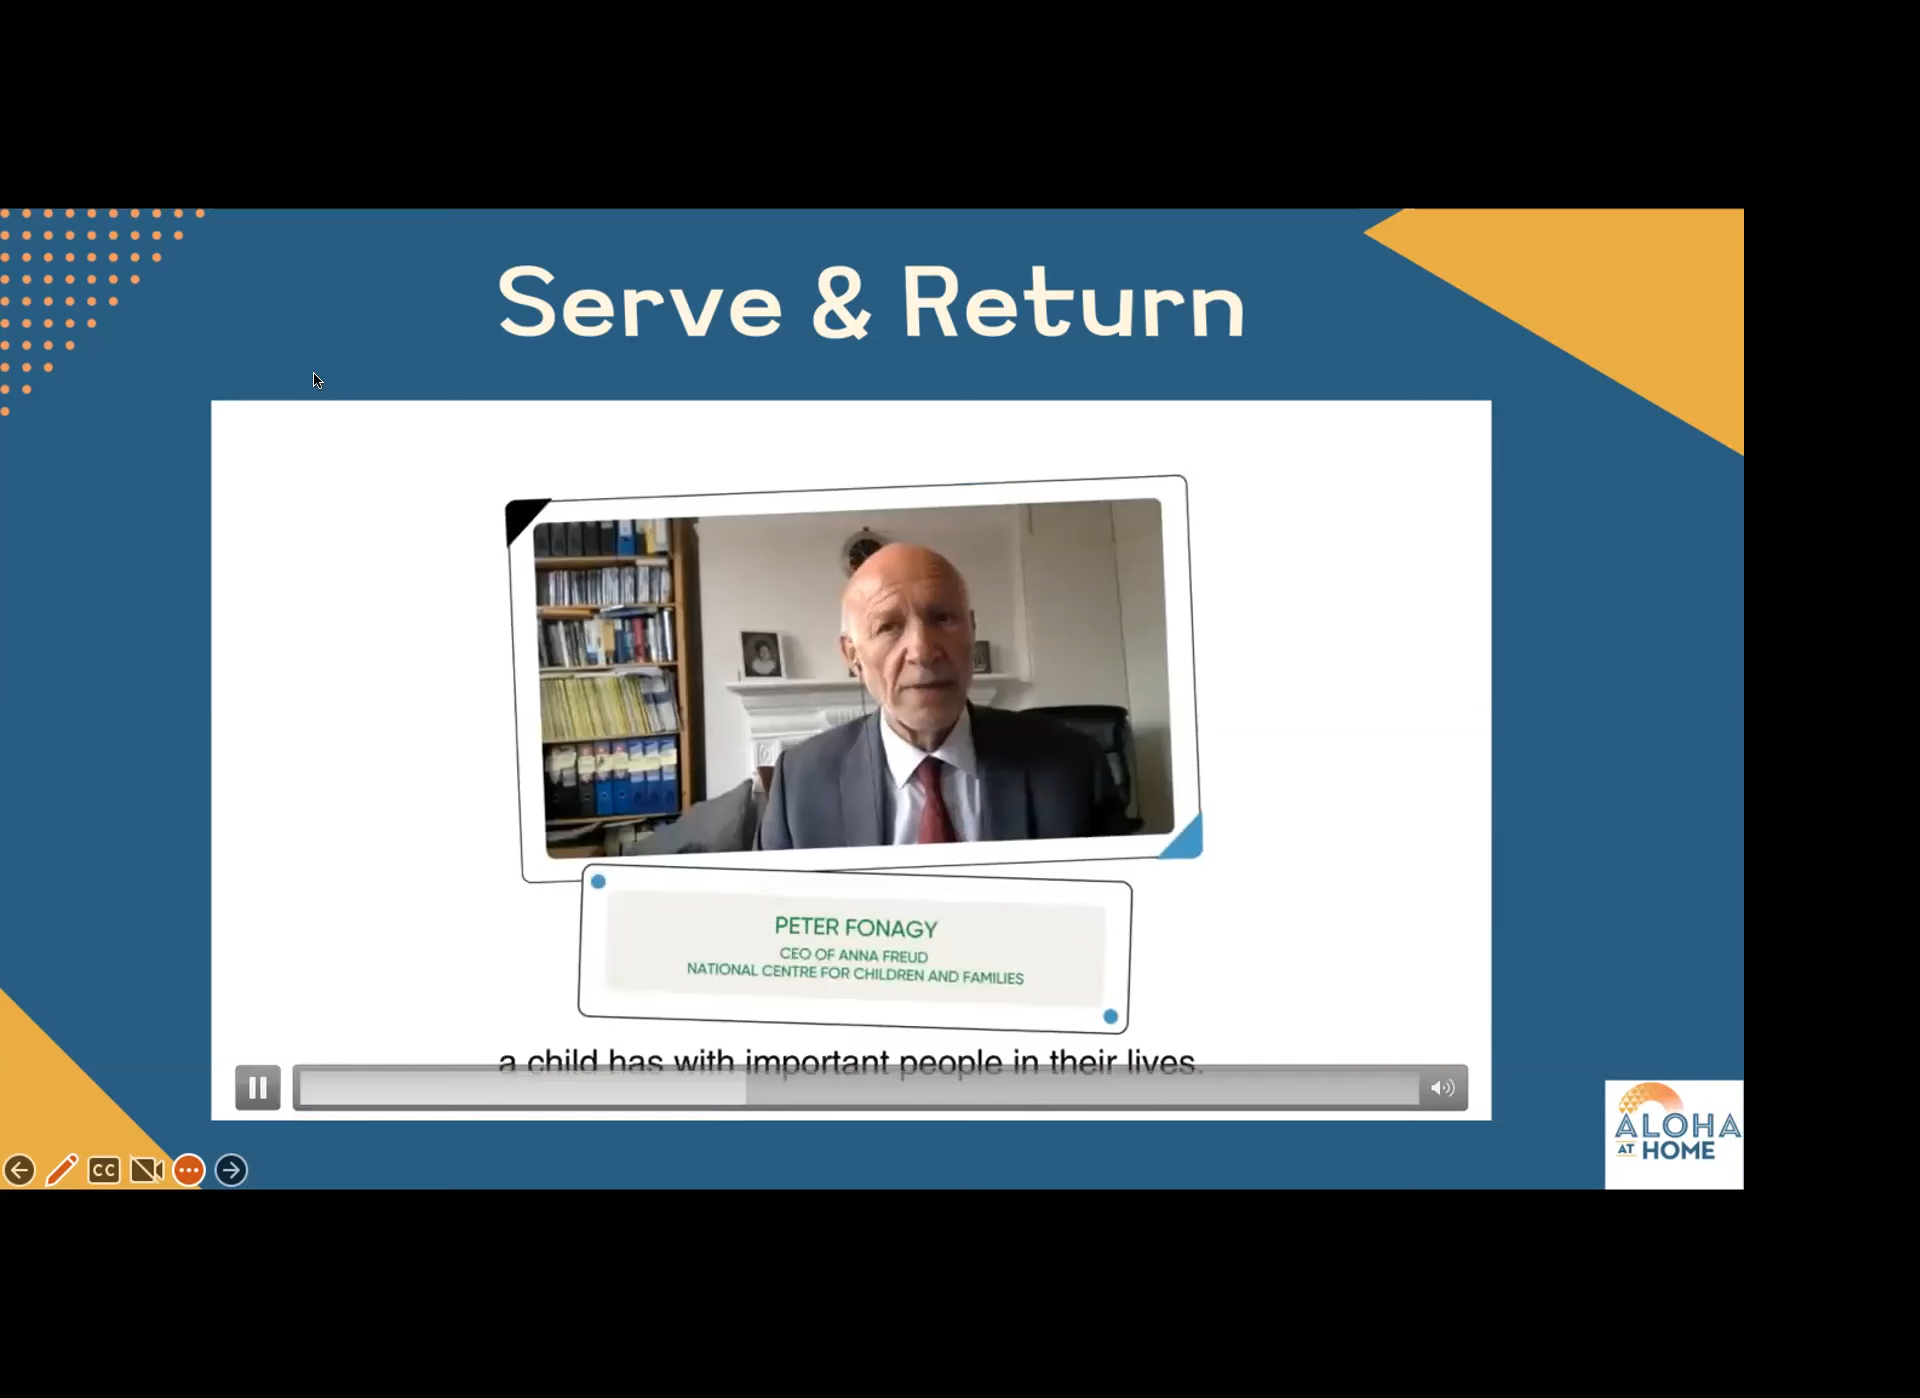 Serve & Return
PETER FONAGY
CEO OF ANNA FREUD
NATIONAL CENTRE FOR CHILDREN AND FAMILIES
a child has with important people in their lives.
CC
ALOHA
AT HOME